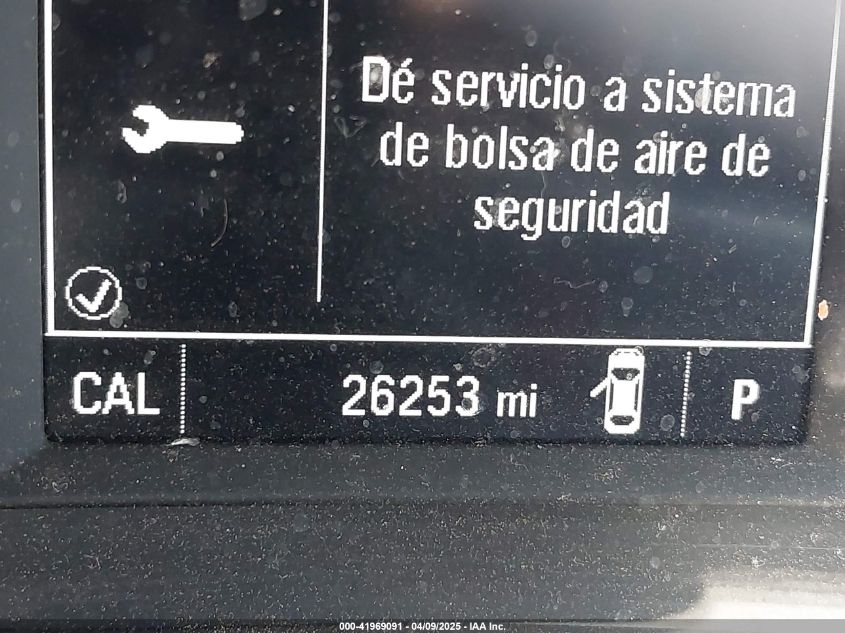 Dé servicio a sistema
de bolsa de aire de
seguridad
CAL 26253 mi P
000-41969091 - 04/09/2025 - IAA Inc.